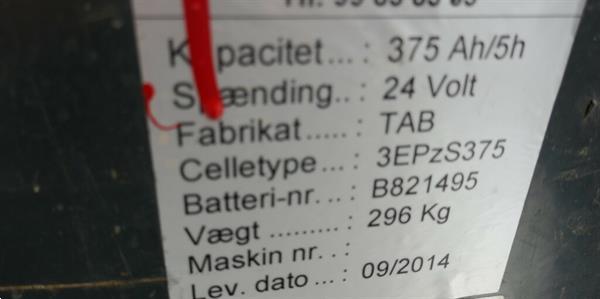 Kapacitet... : 375 Ah/5h
Spænding.. : 24 Volt
Fabrikat ..... : TAB
Celletype ... : 3EPzS375
Batteri-nr. . : B821495
Vægt ......... : 296 Kg
Maskin nr. . :
Lev. dato ... : 09/2014